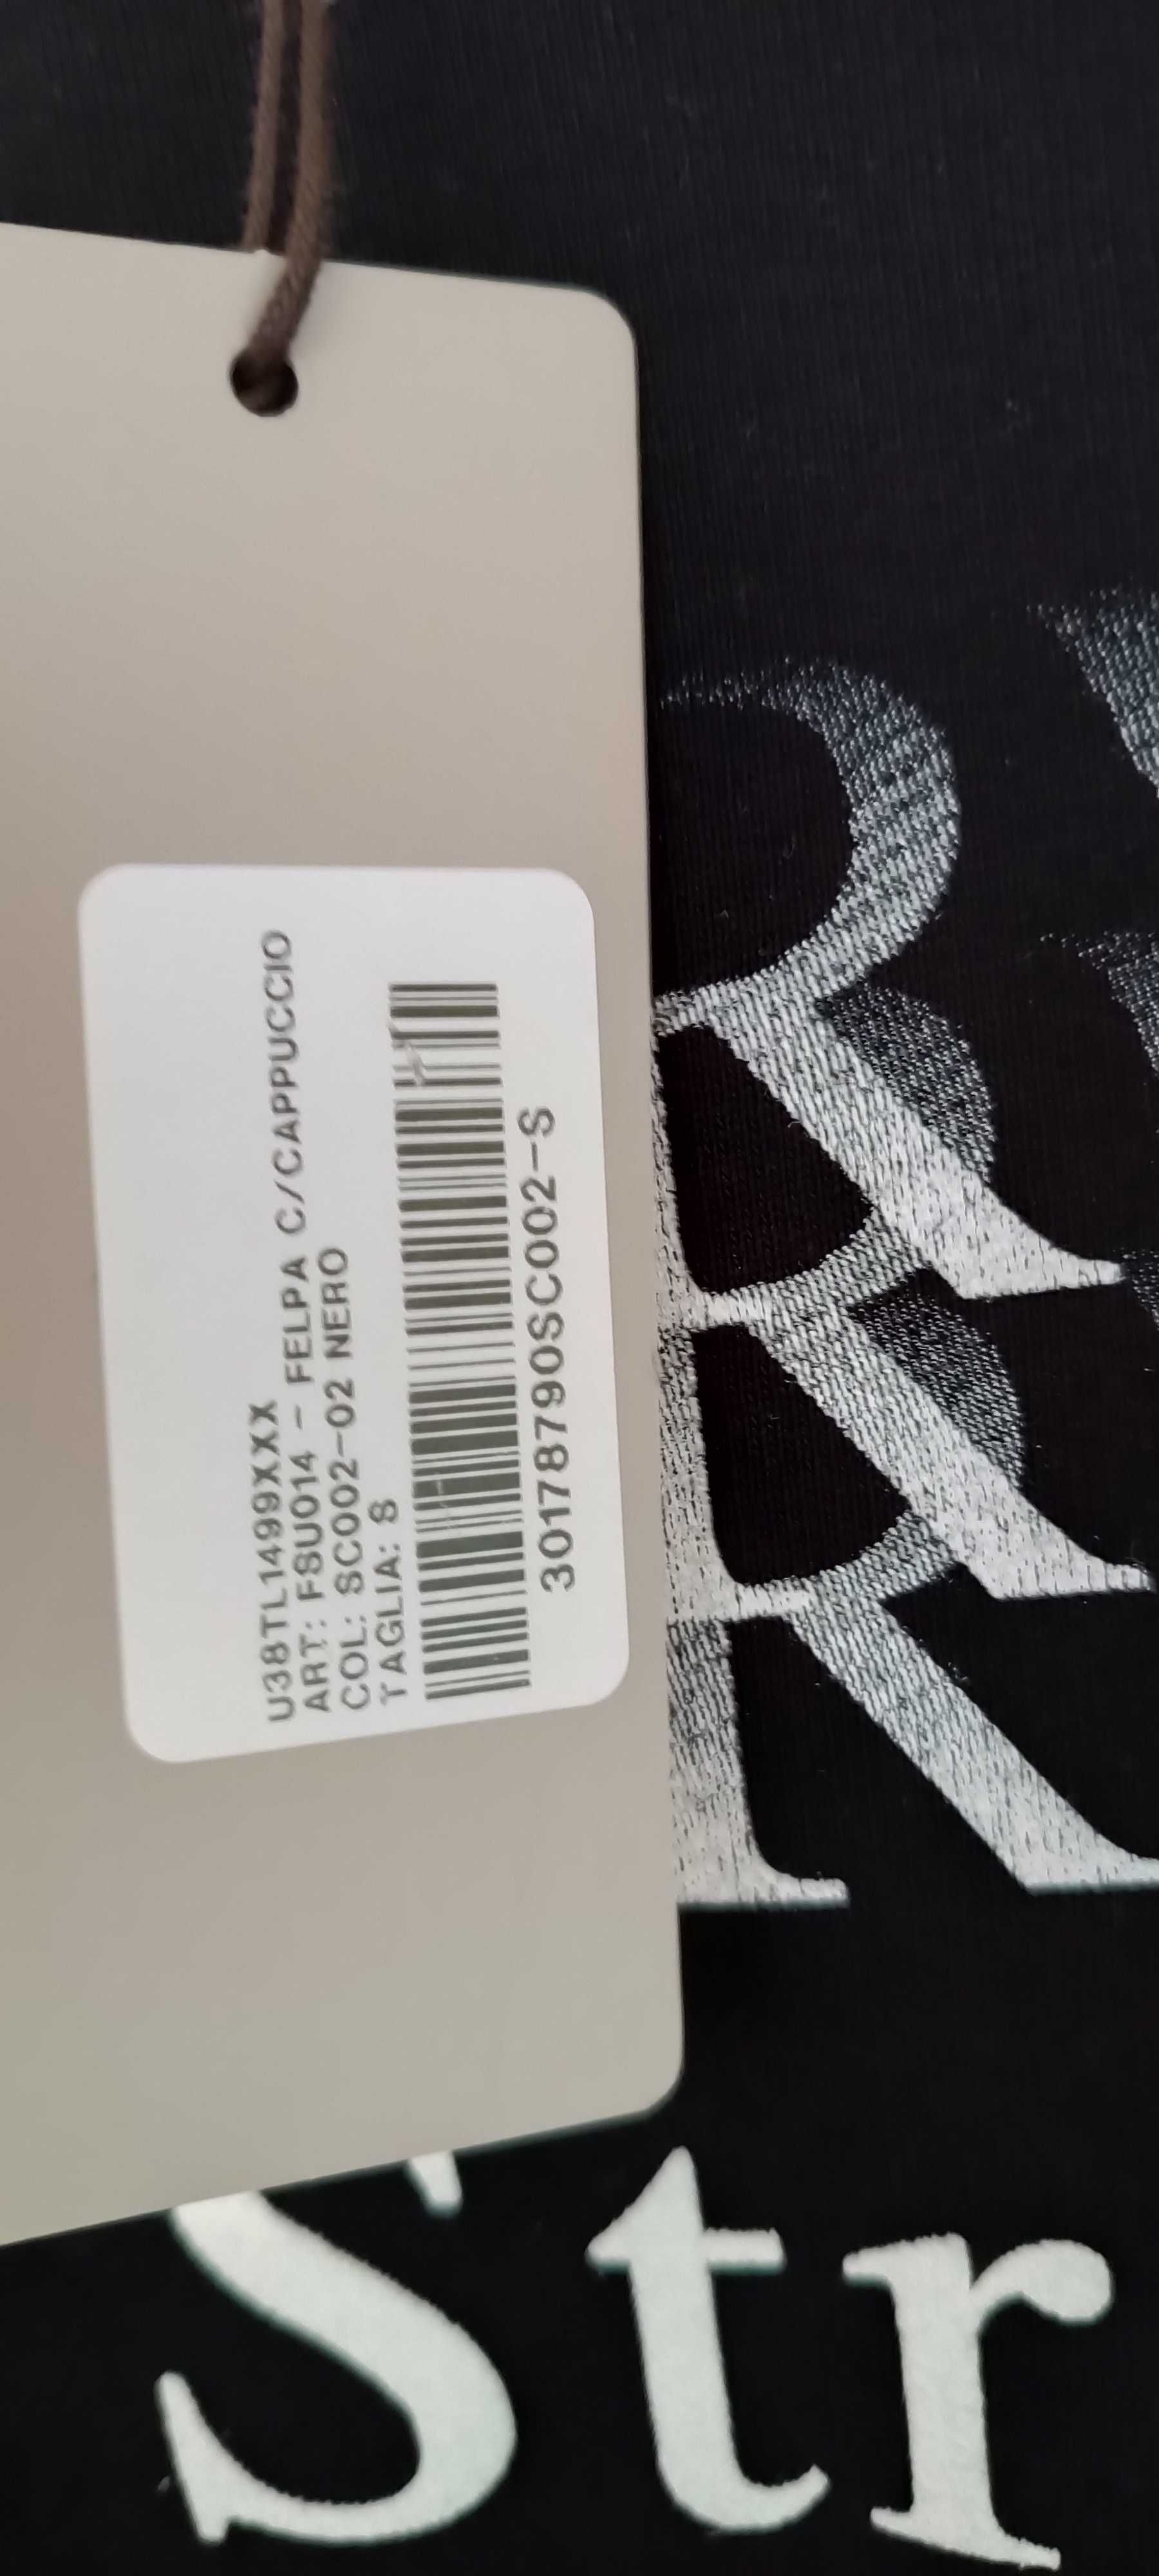 U38TL1499XXX
ART: FSU014 - FELPA C/CAPPUCCIO
COL: SC002-02 NERO
TAGLIA: S
3017879OSC002-S
R
R
R
Str